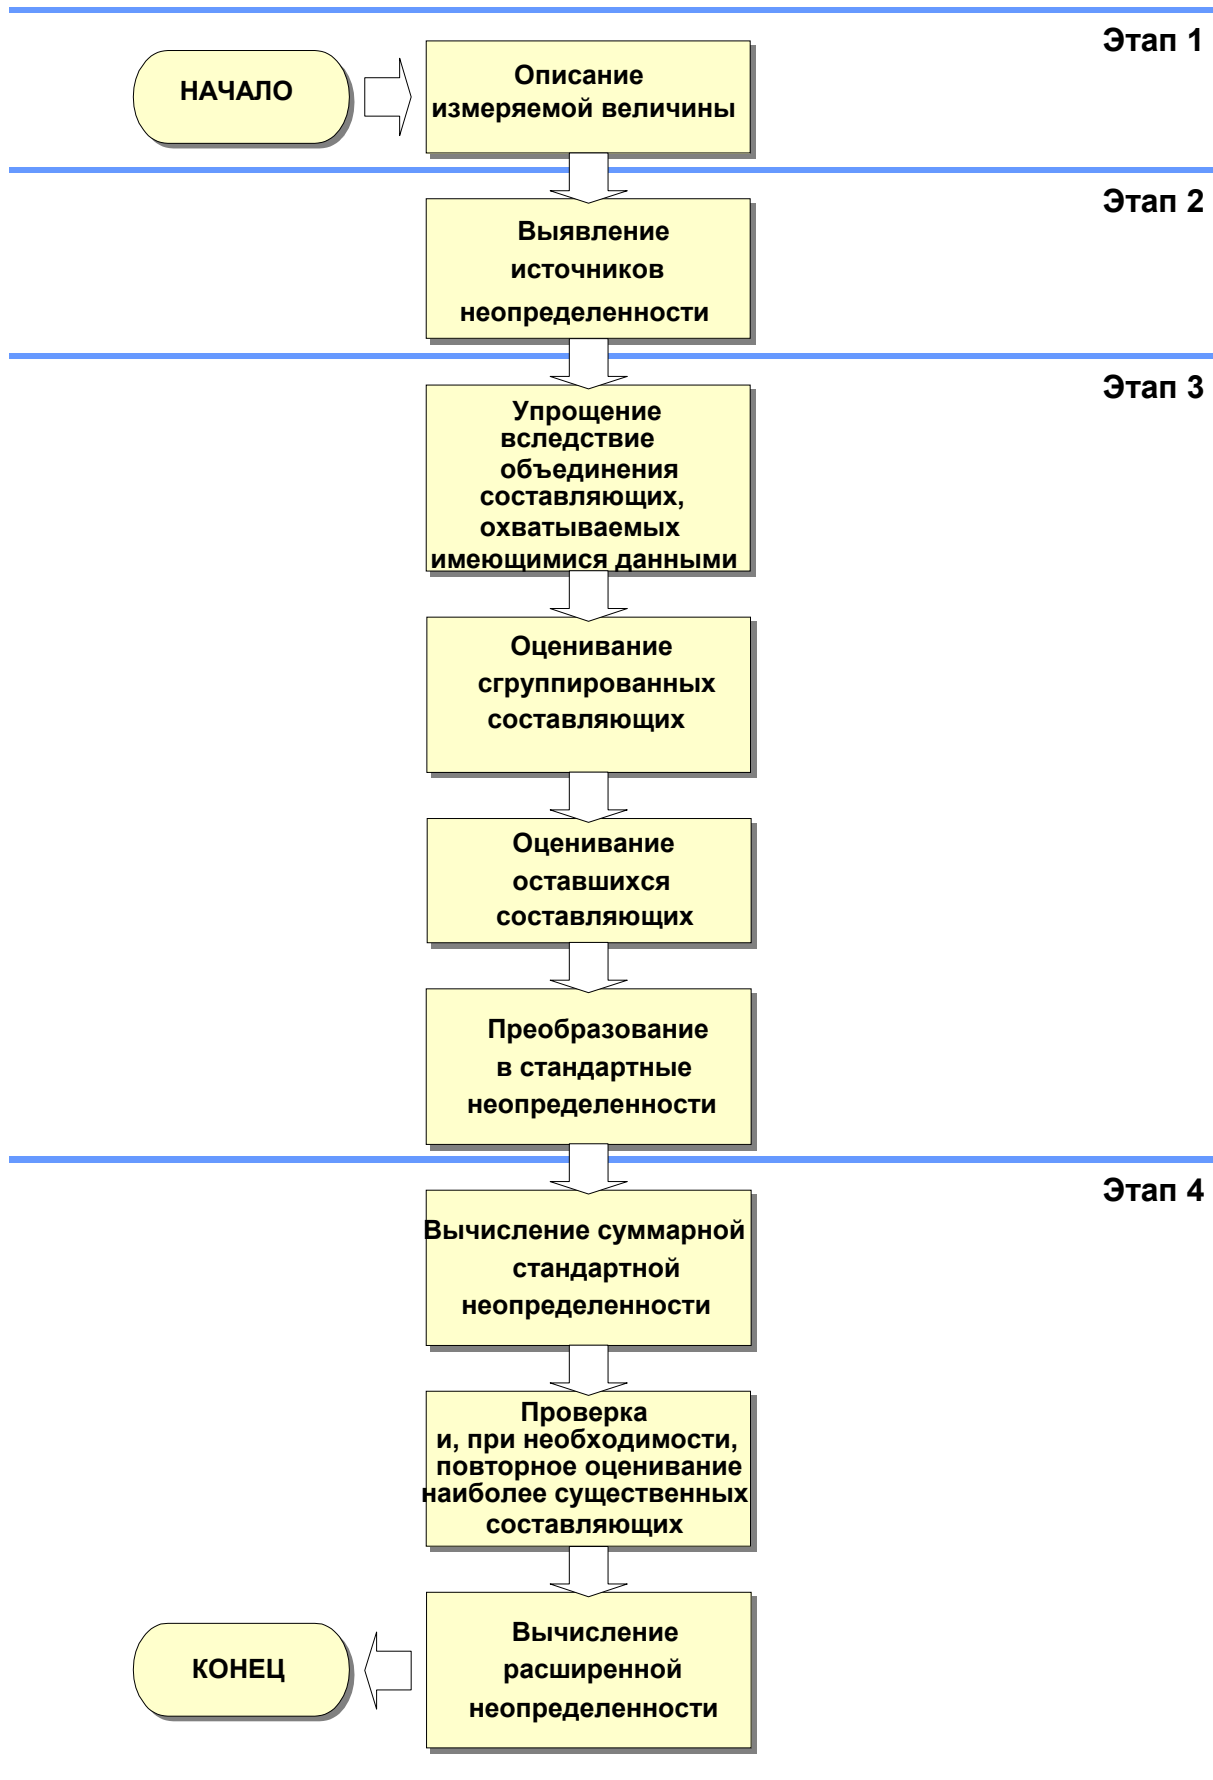 Этап 1
НАЧАЛО
Описание
измеряемой величины
Этап 2
Выявление
источников
неопределенности
Этап 3
Упрощение
вследствие
объединения
составляющих,
охватываемых
имеющимися данными
Оценивание
сгруппированных
составляющих
Оценивание
оставшихся
составляющих
Преобразование
в стандартные
неопределенности
Этап 4
Вычисление суммарной
стандартной
неопределенности
Проверка
и, при необходимости,
повторное оценивание
наиболее существенных
составляющих
Вычисление
расширенной
неопределенности
КОНЕЦ